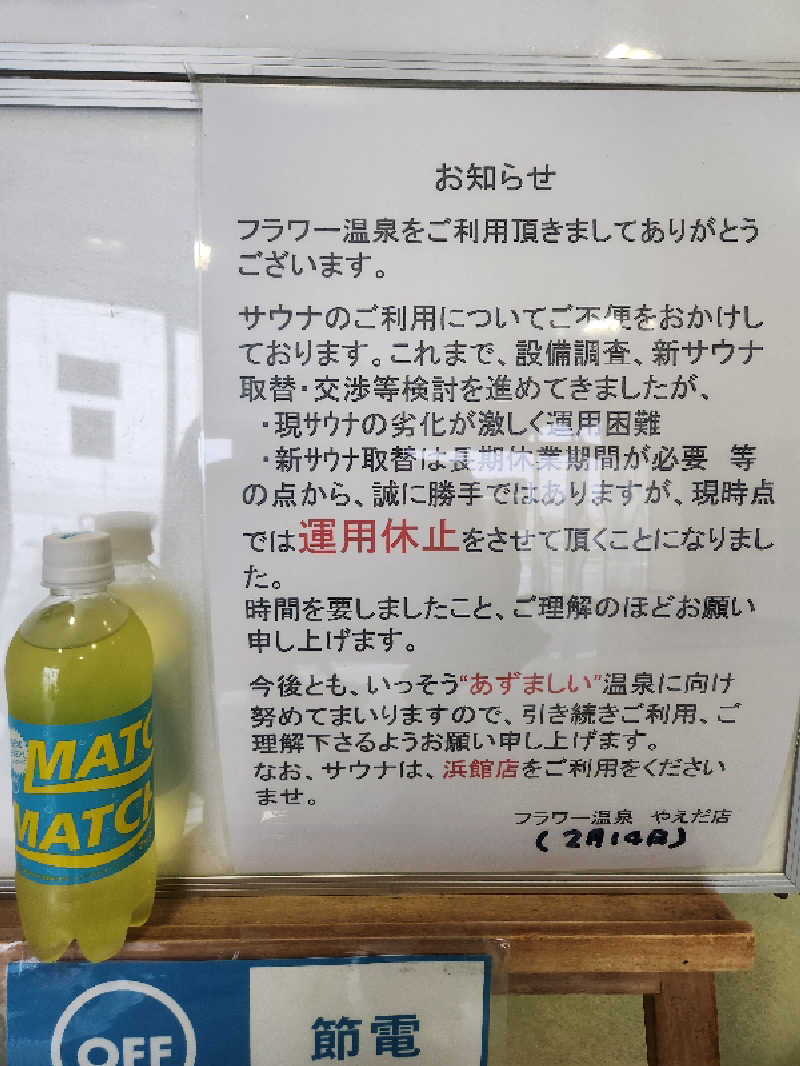 お知らせ
フラワー温泉をご利用頂きましてありがとう
ございます。
サウナのご利用についてご不便をおかけし
ております。これまで、設備調査、新サウナ
取替・交渉等検討を進めてきましたが、
・現サウナの劣化が激しく運用困難
・新サウナ取替は長期休業期間が必要 等
の点から、誠に勝手ではありますが、現時点
では運用休止をさせて頂くことになりまし
た。
時間を要しましたこと、ご理解のほどお願い
申し上げます。
今後とも、いっそう“あずましい”温泉に向け
努めてまいりますので、引き続きご利用、ご
理解下さるようお願い申し上げます。
なお、サウナは、浜館店をご利用をください
ませ。
フラワー温泉 やえだ店
(2月14日)
MATC
MATCH
OFF
節電